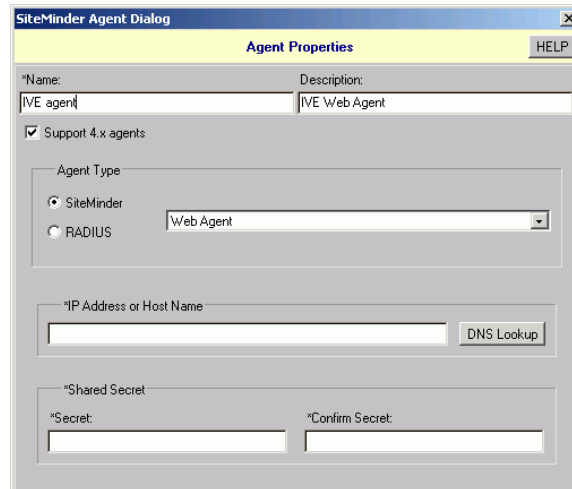 SiteMinder Agent Dialog
Agent Properties
HELP
*Name:
Description:
IVE agent
IVE Web Agent
Support 4.x agents
Agent Type
SiteMinder
Web Agent
RADIUS
*IP Address or Host Name
DNS Lookup
*Shared Secret
*Secret:
*Confirm Secret: